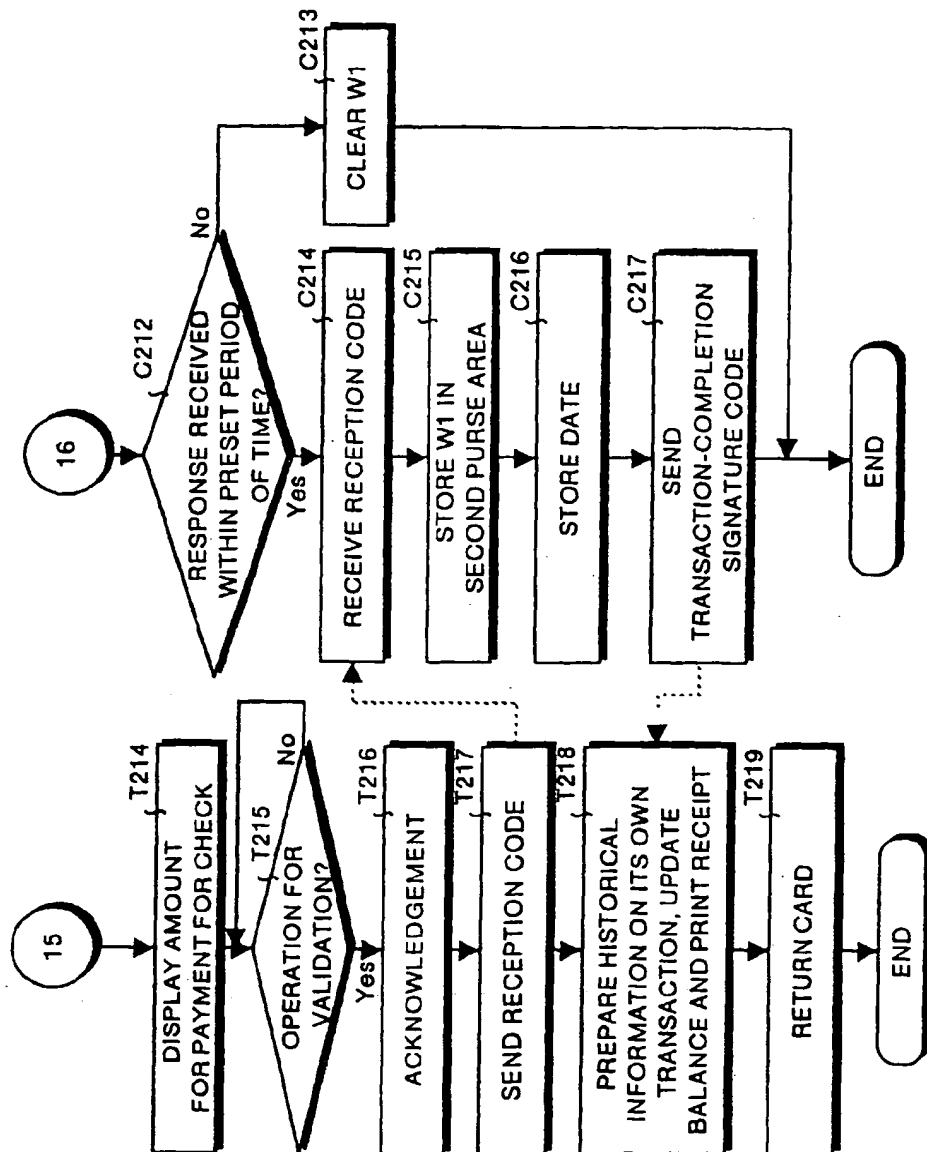 15
T214
DISPLAY AMOUNT
FOR PAYMENT FOR CHECK
T215
OPERATION FOR
VALIDATION?
No
Yes
T216
ACKNOWLEDGEMENT
T217
SEND RECEPTION CODE
T218
PREPARE HISTORICAL
INFORMATION ON ITS OWN
TRANSACTION, UPDATE
BALANCE AND PRINT RECEIPT
T219
RETURN CARD
END
16
C212
RESPONSE RECEIVED
WITHIN PRESET PERIOD
OF TIME?
No
Yes
C213
CLEAR W1
C214
RECEIVE RECEPTION CODE
C215
STORE W1 IN
SECOND PURSE AREA
C216
STORE DATE
C217
SEND
TRANSACTION-COMPLETION
SIGNATURE CODE
END